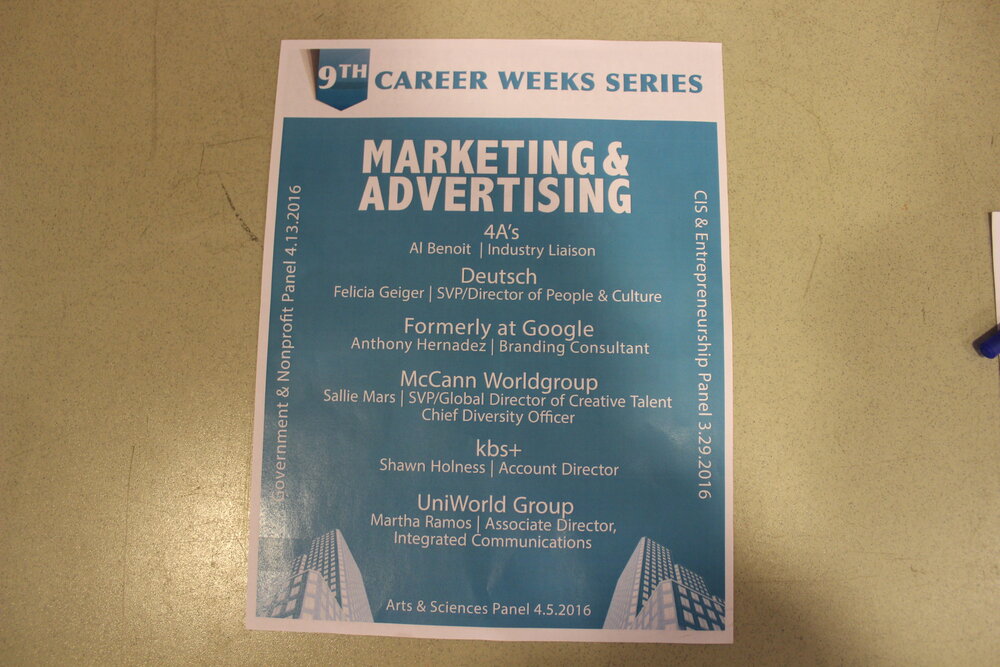 9TH CAREER WEEKS SERIES
MARKETING &
ADVERTISING
4A's
Al Benoit | Industry Liaison
Deutsch
Felicia Geiger | SVP/Director of People & Culture
Formerly at Google
Anthony Hernadez | Branding Consultant
McCann Worldgroup
Sallie Mars | SVP/Global Director of Creative Talent
Chief Diversity Officer
kbs+
Shawn Holness | Account Director
UniWorld Group
Martha Ramos | Associate Director,
Integrated Communications
Arts & Sciences Panel 4.5.2016
Government & Nonprofit Panel 4.13.2016
CIS & Entrepreneurship Panel 3.29.2016